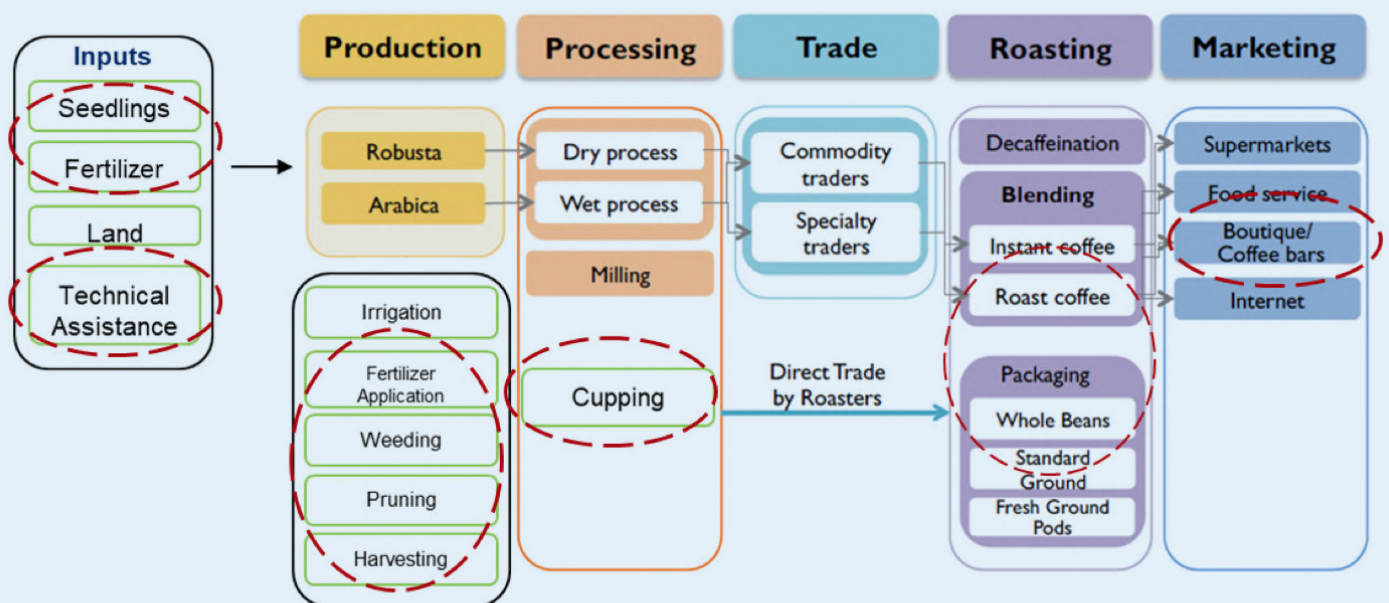 Inputs
Seedlings
Fertilizer
Land
Technical
Assistance
Production
Robusta
Arabica
Irrigation
Fertilizer
Application
Weeding
Pruning
Harvesting
Processing
Dry process
Wet process
Milling
Cupping
Trade
Commodity
traders
Specialty
traders
Direct Trade
by Roasters
Roasting
Decaffeination
Blending
Instant coffee
Roast coffee
Packaging
Whole Beans
Standard
Ground
Fresh Ground
Pods
Marketing
Supermarkets
Food service
Boutique/
Coffee bars
Internet